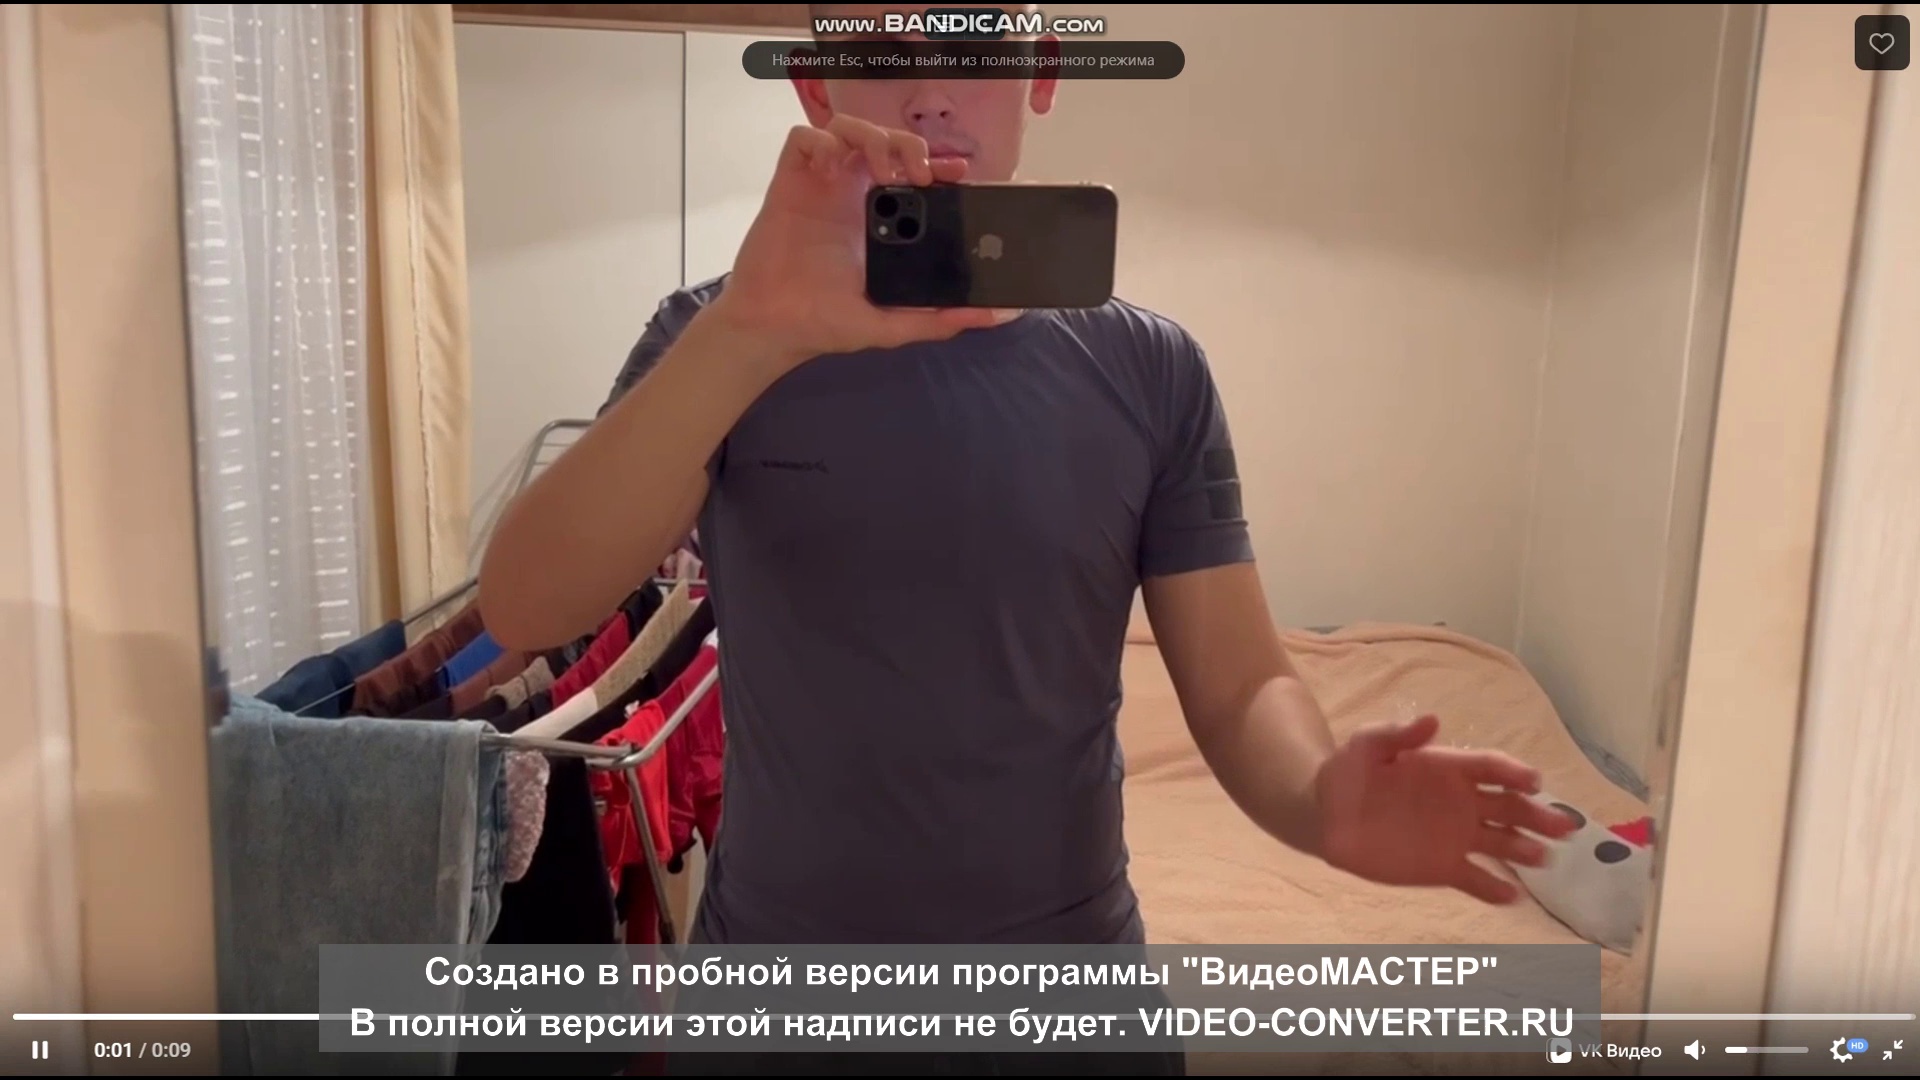 www.BANDICAM.com
Нажмите Esc, чтобы выйти из полноэкранного режима
Создано в пробной версии программы "ВидеоМАСТЕР"
В полной версии этой надписи не будет. VIDEO-CONVERTER.RU
0:01 / 0:09
VK Видео
HD